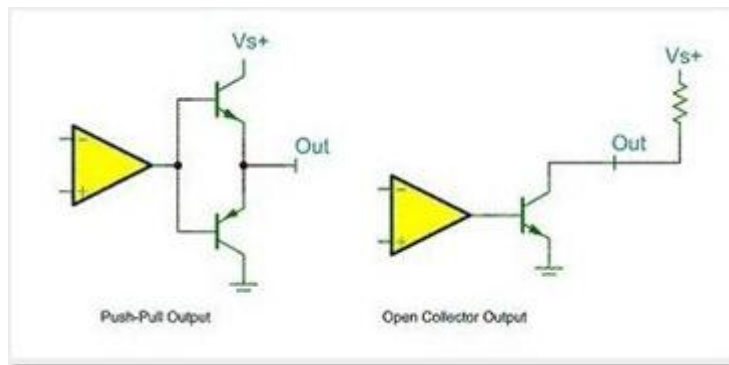 Vs+
Out
Push-Pull Output
Vs+
Out
Open Collector Output